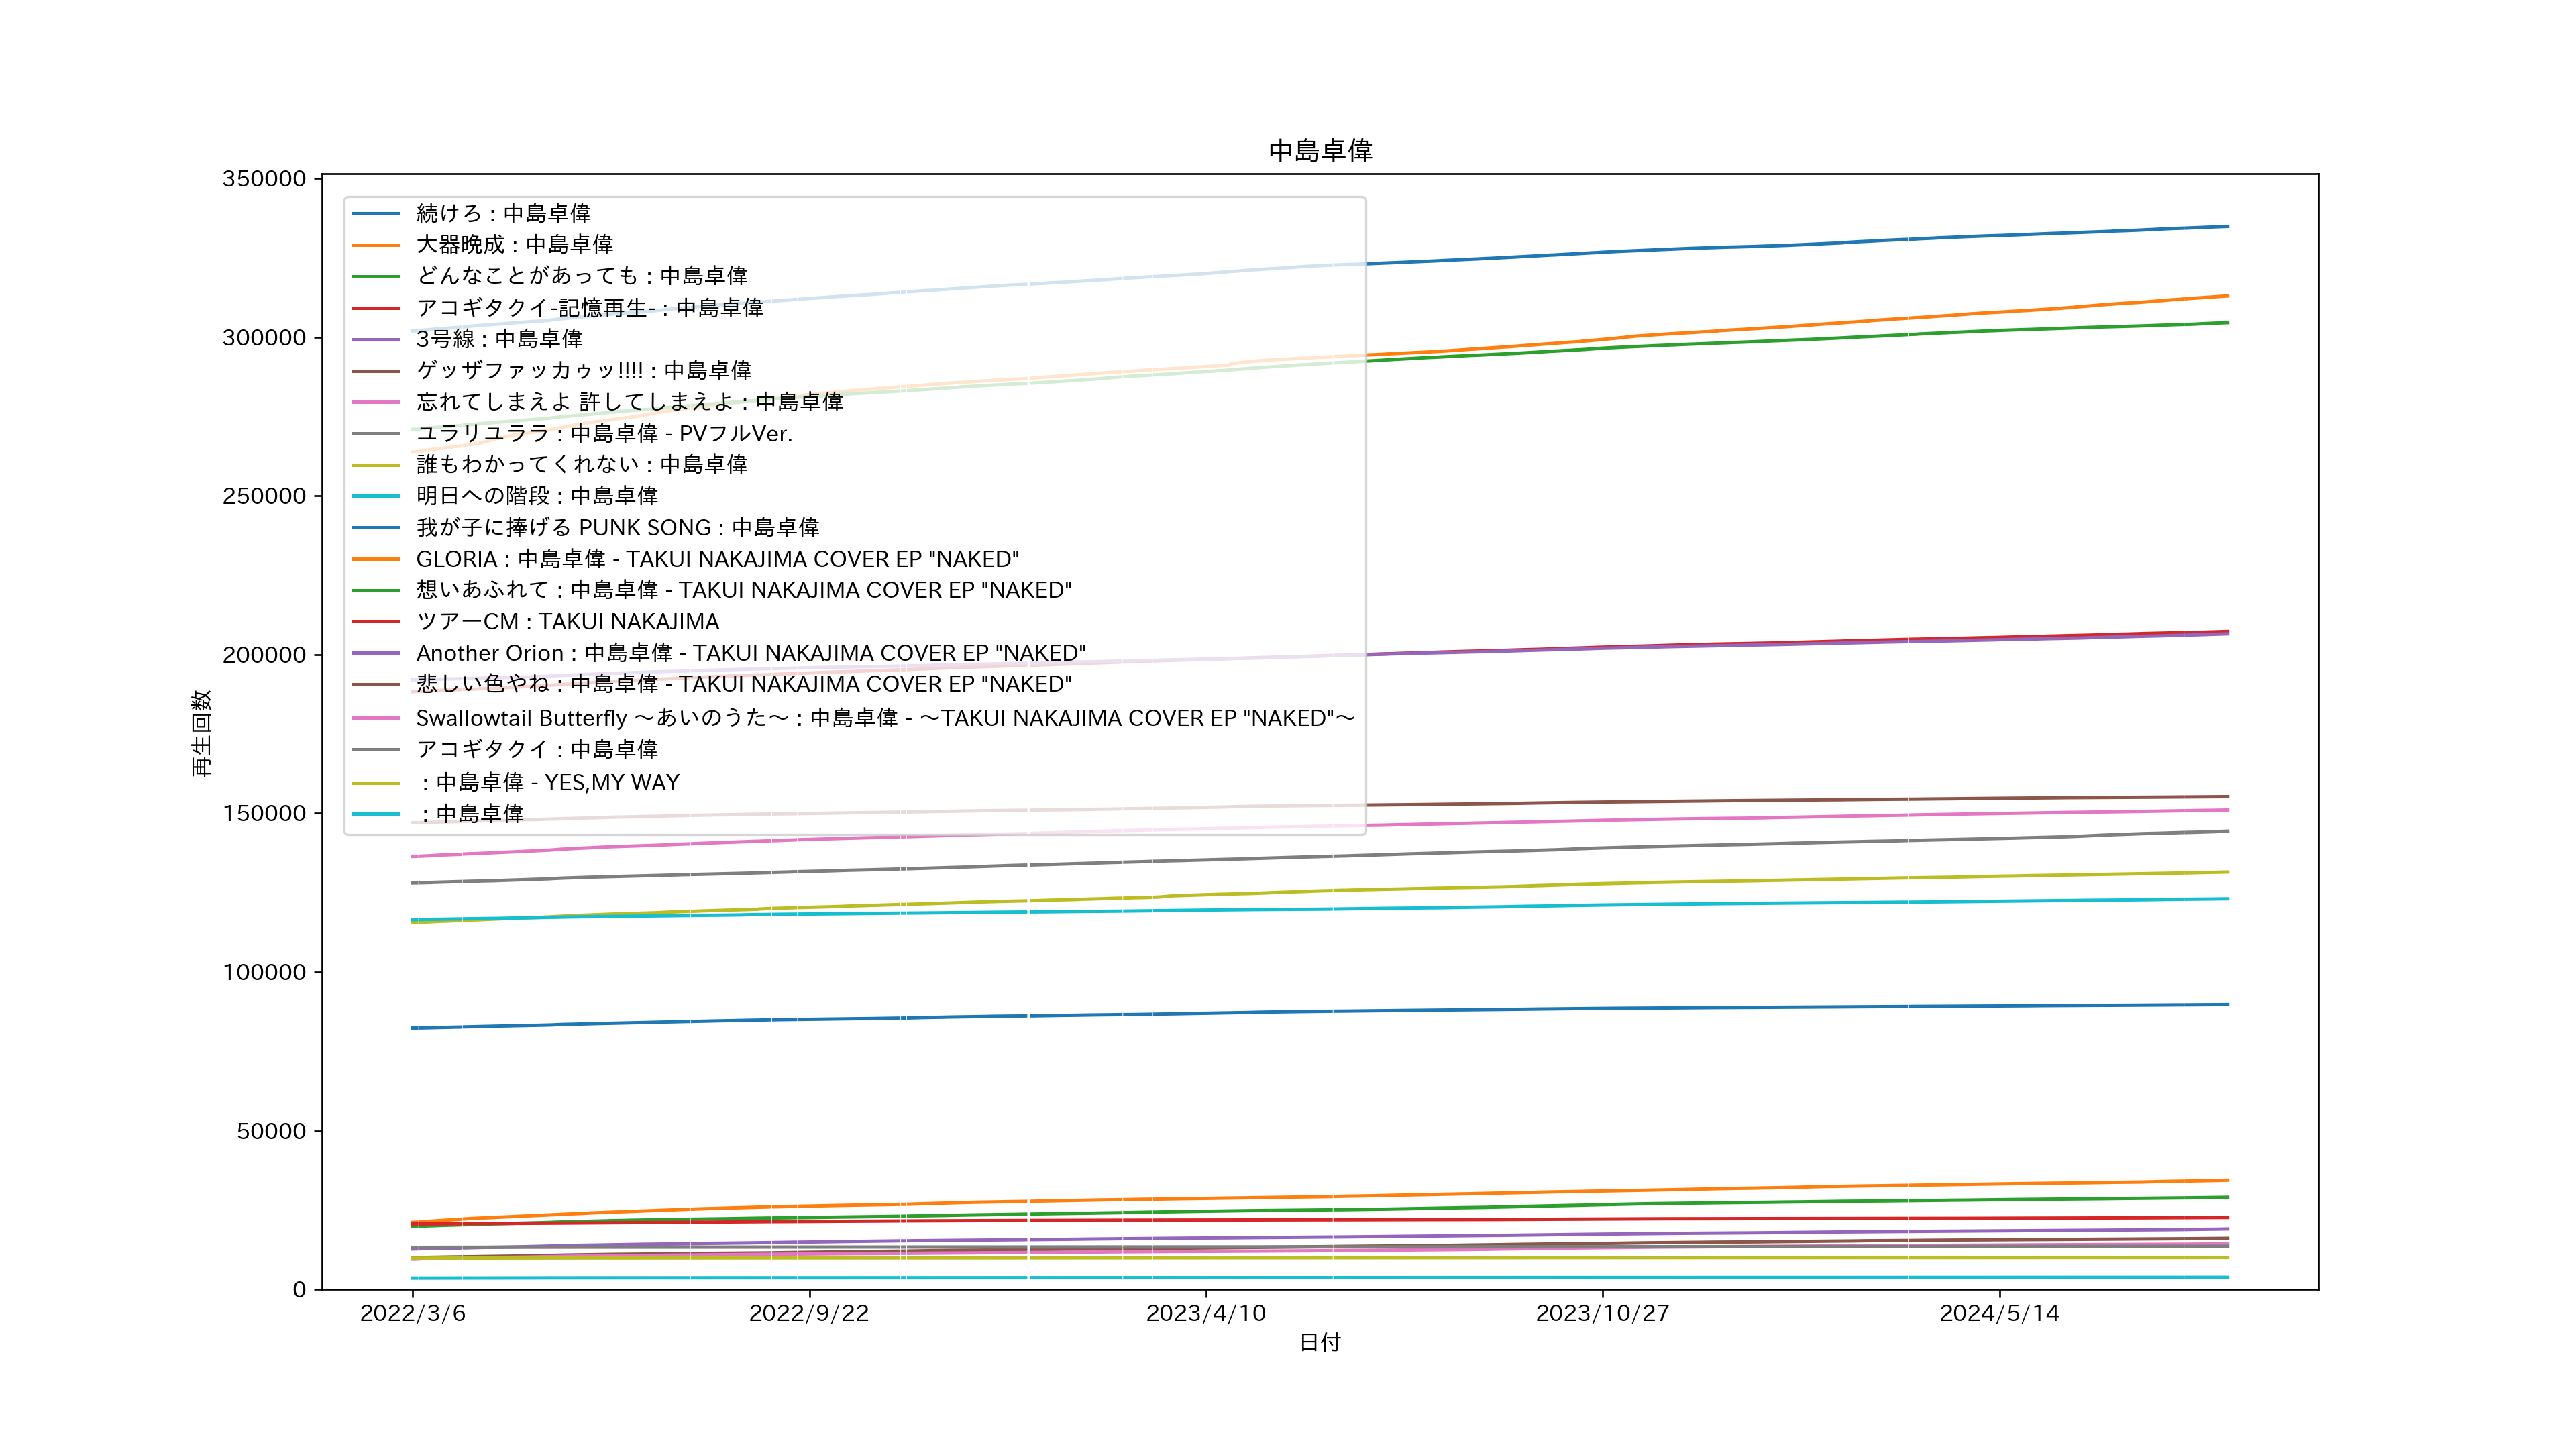 中島卓偉
350000
300000
250000
200000
150000
100000
50000
0
再生回数
続けろ : 中島卓偉
大器晩成 : 中島卓偉
どんなことがあっても : 中島卓偉
アコギタクイ-記憶再生- : 中島卓偉
3号線 : 中島卓偉
ゲッザファッカゥッ!!!! : 中島卓偉
忘れてしまえよ 許してしまえよ : 中島卓偉
ユラリユララ : 中島卓偉 - PVフルVer.
誰もわかってくれない : 中島卓偉
明日への階段 : 中島卓偉
我が子に捧げる PUNK SONG : 中島卓偉
GLORIA : 中島卓偉 - TAKUI NAKAJIMA COVER EP "NAKED"
想いあふれて : 中島卓偉 - TAKUI NAKAJIMA COVER EP "NAKED"
ツアーCM : TAKUI NAKAJIMA
Another Orion : 中島卓偉 - TAKUI NAKAJIMA COVER EP "NAKED"
悲しい色やね : 中島卓偉 - TAKUI NAKAJIMA COVER EP "NAKED"
Swallowtail Butterfly 〜あいのうた〜 : 中島卓偉 - 〜TAKUI NAKAJIMA COVER EP "NAKED"〜
アコギタクイ : 中島卓偉
: 中島卓偉 - YES,MY WAY
: 中島卓偉
2022/3/6
2022/9/22
2023/4/10
2023/10/27
2024/5/14
日付